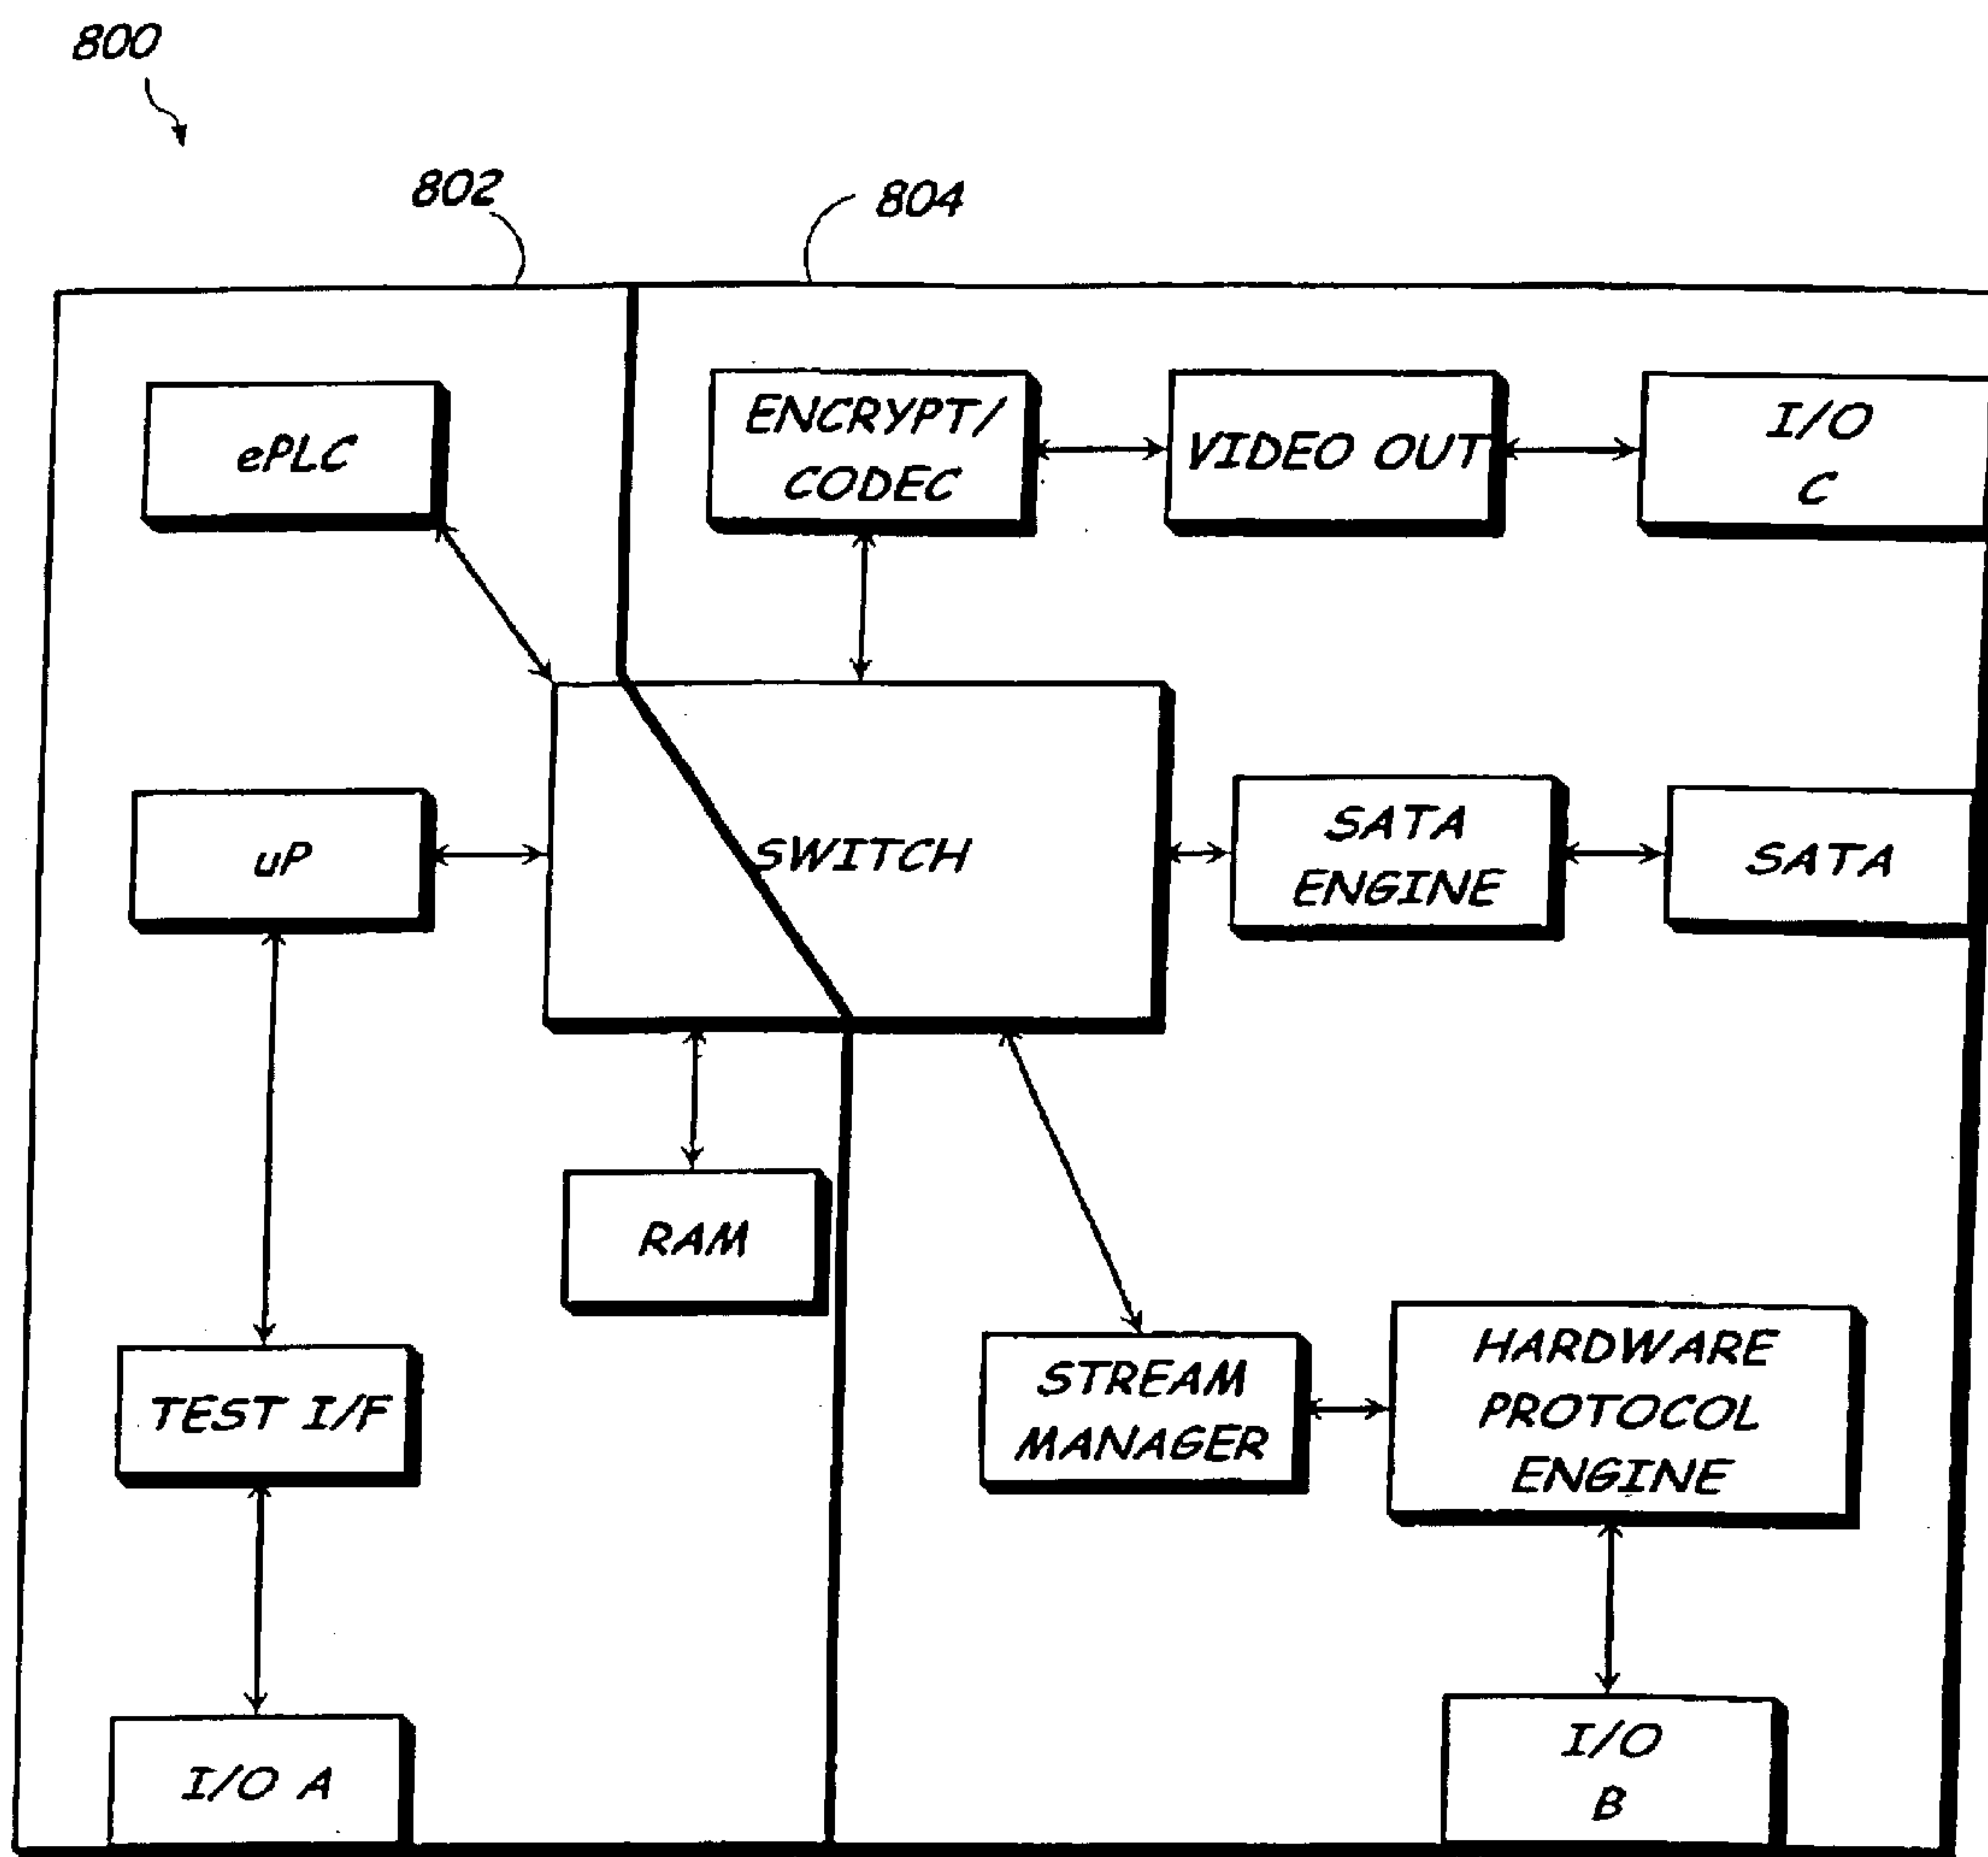 800
802
804
ePLC
ENCRYPT/
CODEC
VIDEO OUT
I/O
C
uP
SWITCH
SATA
ENGINE
SATA
RAM
TEST I/F
STREAM
MANAGER
HARDWARE
PROTOCOL
ENGINE
I/O A
I/O
B